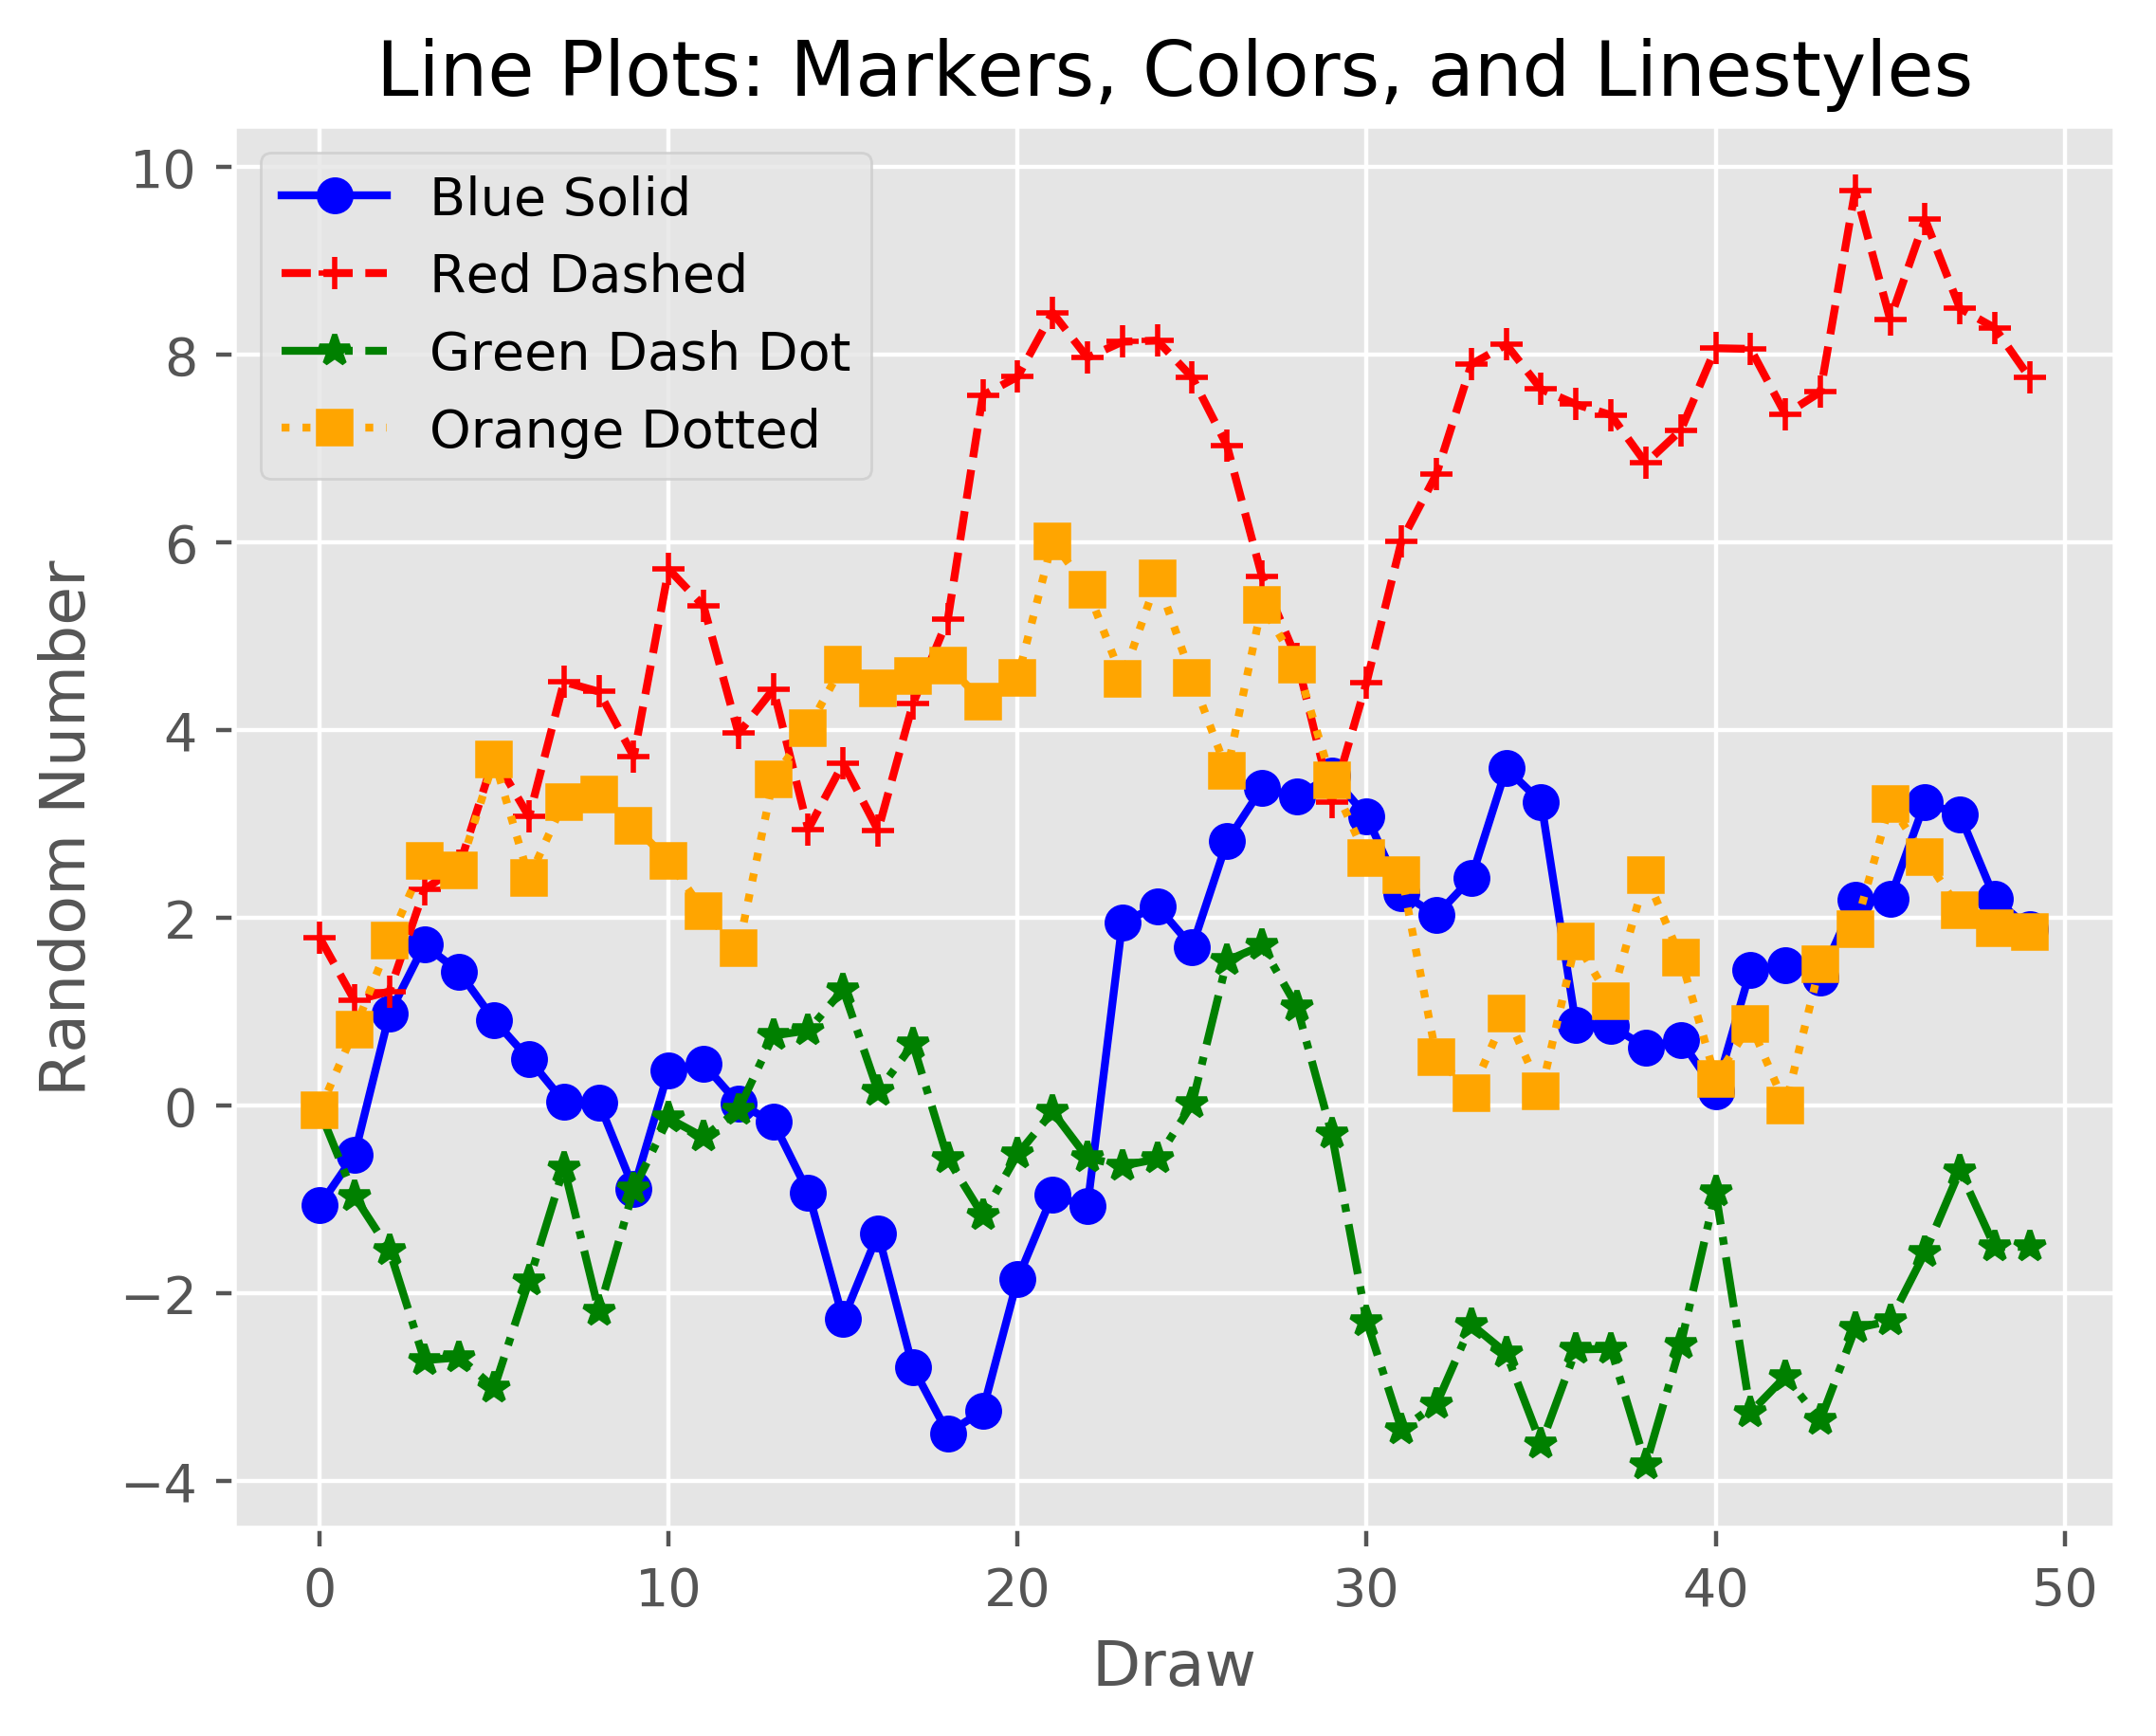 Line Plots: Markers, Colors, and Linestyles
Blue Solid
Red Dashed
Green Dash Dot
Orange Dotted
Random Number
10
8
6
4
2
0
−2
−4
0 10 20 30 40 50
Draw